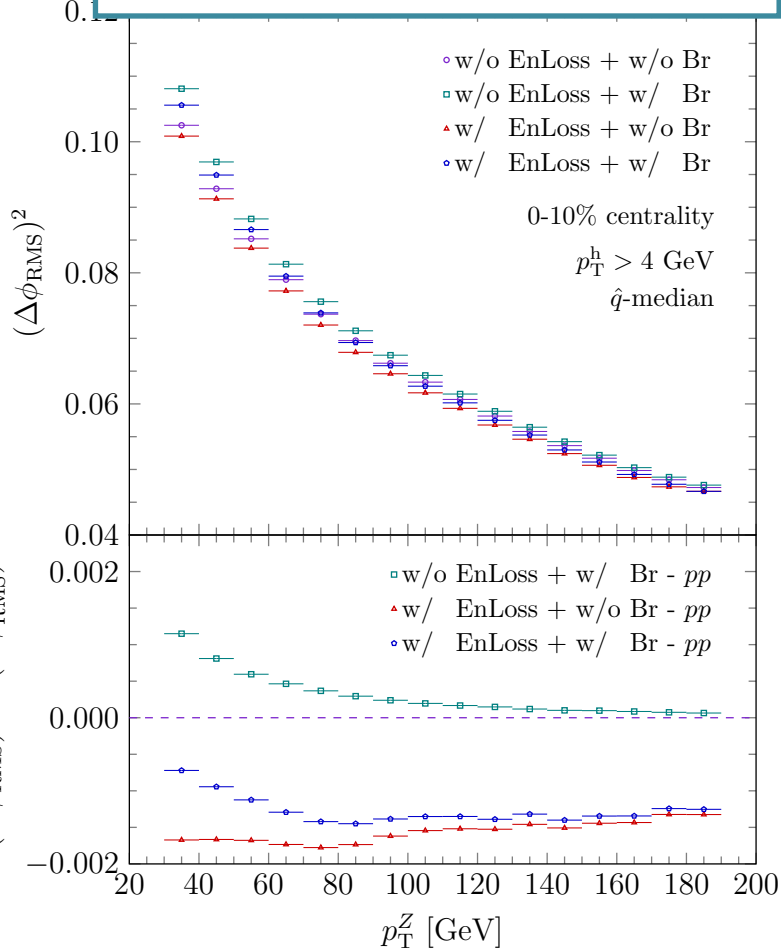 0.12
w/o EnLoss + w/o Br
w/o EnLoss + w/ Br
w/ EnLoss + w/o Br
w/ EnLoss + w/ Br
0.10
0-10% centrality
p_T^h > 4 GeV
q̂-median
0.08
(Δϕ_RMS)²
0.06
0.04
w/o EnLoss + w/ Br - pp
w/ EnLoss + w/o Br - pp
w/ EnLoss + w/ Br - pp
0.002
0.000
−0.002
20 40 60 80 100 120 140 160 180 200
p_T^Z [GeV]